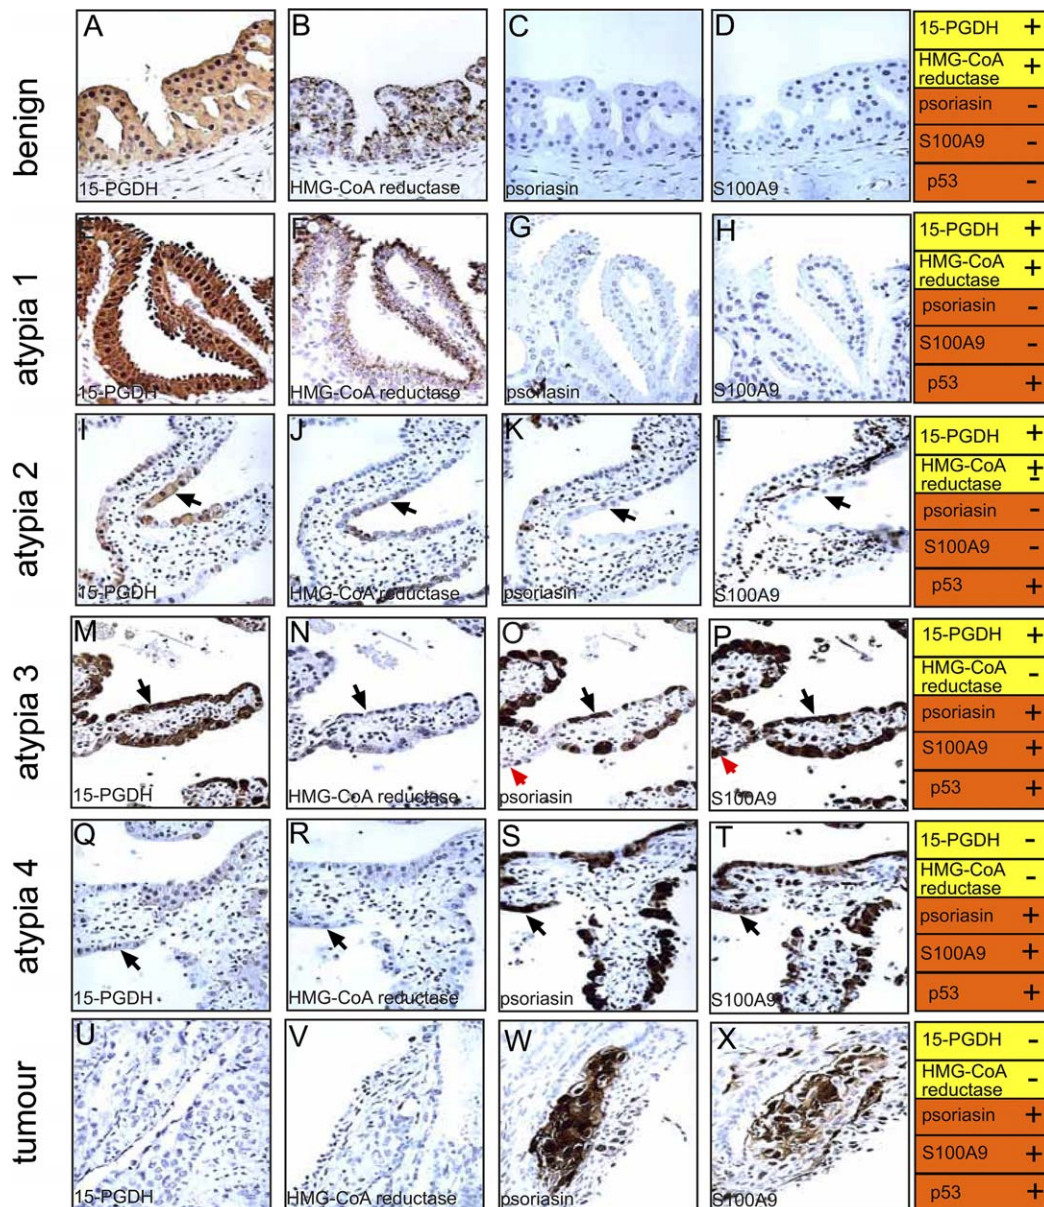 benign
A
15-PGDH
B
HMG-CoA reductase
C
psoriasin
D
S100A9
15-PGDH +
HMG-CoA +
reductase
psoriasin -
S100A9 -
p53 -
atypia 1
E
15-PGDH
F
HMG-CoA reductase
G
psoriasin
H
S100A9
15-PGDH +
HMG-CoA +
reductase
psoriasin -
S100A9 -
p53 +
atypia 2
I
15-PGDH
J
HMG-CoA reductase
K
psoriasin
L
S100A9
15-PGDH +
HMG-CoA ±
reductase -
psoriasin -
S100A9 -
p53 +
atypia 3
M
15-PGDH
N
HMG-CoA reductase
O
psoriasin
P
S100A9
15-PGDH +
HMG-CoA -
reductase
psoriasin +
S100A9 +
p53 +
atypia 4
Q
15-PGDH
R
HMG-CoA reductase
S
psoriasin
T
S100A9
15-PGDH -
HMG-CoA -
reductase
psoriasin +
S100A9 +
p53 +
tumour
U
15-PGDH
V
HMG-CoA reductase
W
psoriasin
X
S100A9
15-PGDH -
HMG-CoA -
reductase
psoriasin +
S100A9 +
p53 +